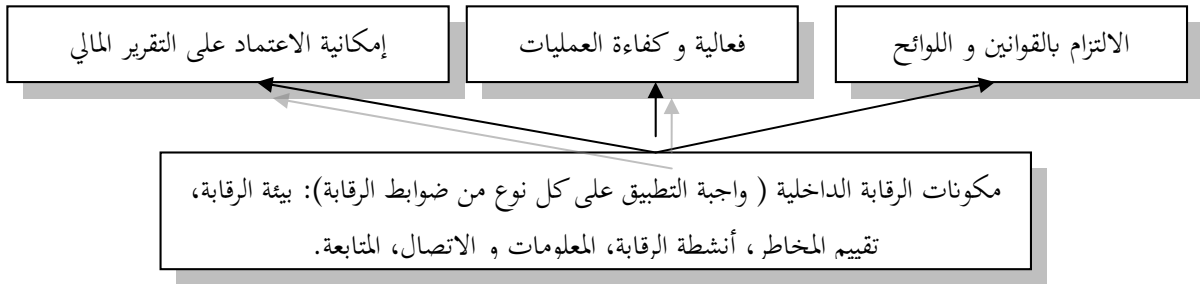 الالتزام بالقوانين و اللوائح
فعالية و كفاءة العمليات
إمكانية الاعتماد على التقرير المالي
مكونات الرقابة الداخلية ( واجبة التطبيق على كل نوع من ضوابط الرقابة): بيئة الرقابة،
تقييم المخاطر، أنشطة الرقابة، المعلومات و الاتصال، المتابعة.